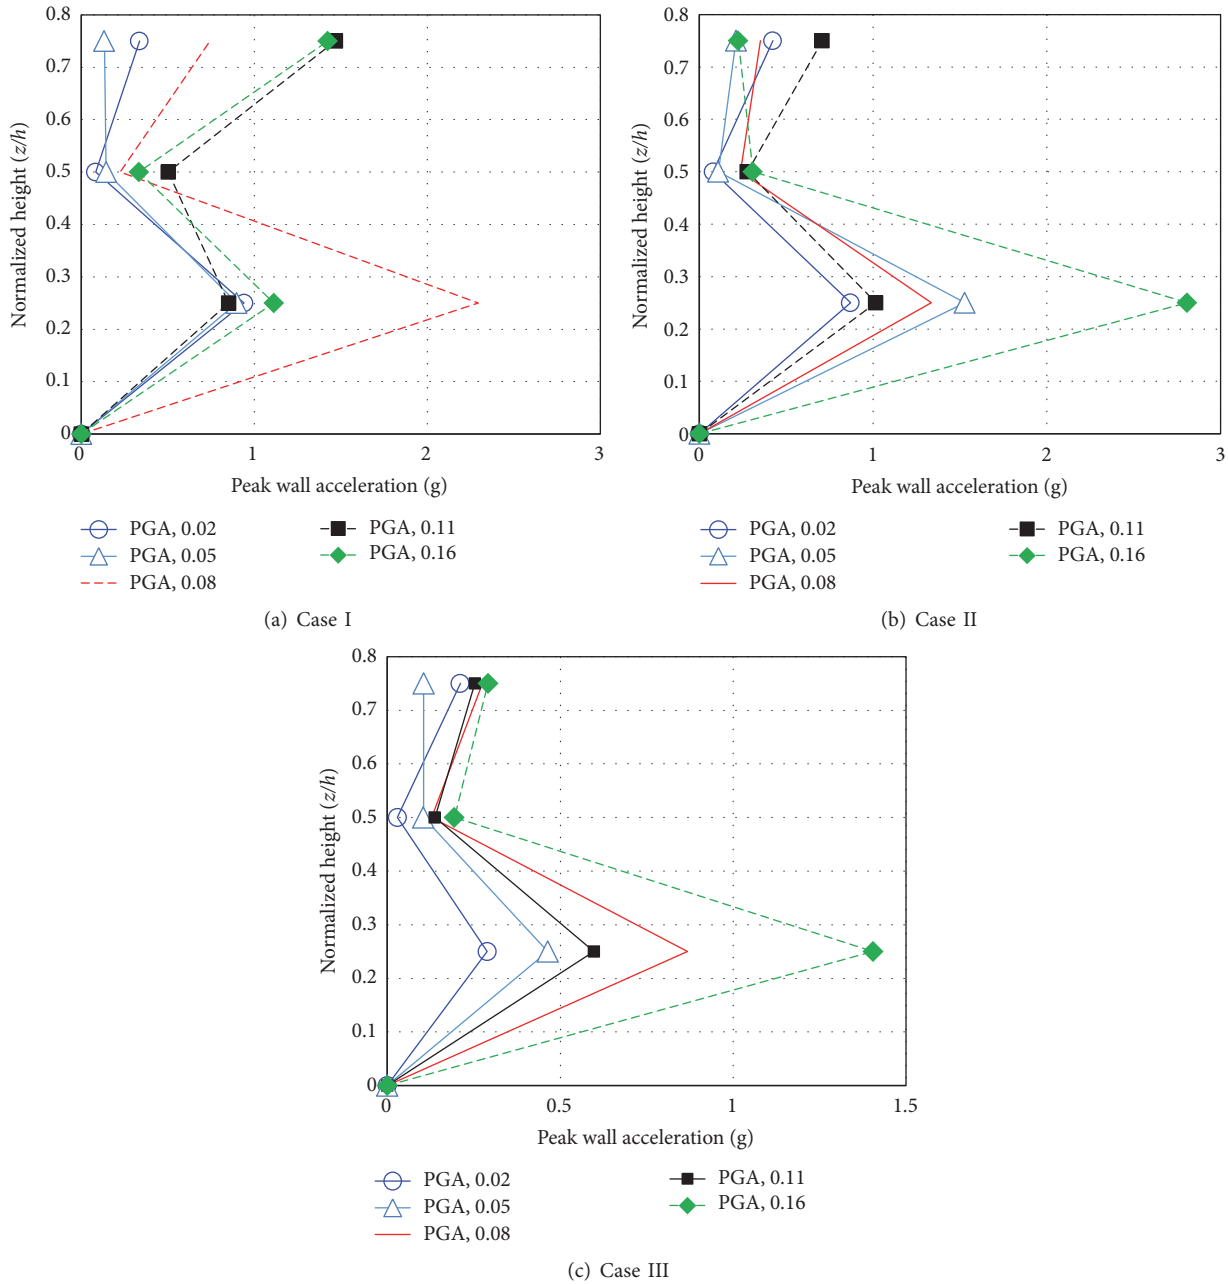 0.8
0.7
0.6
0.5
0.4
0.3
0.2
0.1
0
0 1 2 3
Normalized height (z/h)
Peak wall acceleration (g)
PGA, 0.02
PGA, 0.05
PGA, 0.08
PGA, 0.11
PGA, 0.16
(a) Case I
0.8
0.7
0.6
0.5
0.4
0.3
0.2
0.1
0
0 1 2 3
Normalized height (z/h)
Peak wall acceleration (g)
PGA, 0.02
PGA, 0.05
PGA, 0.08
PGA, 0.11
PGA, 0.16
(b) Case II
0.8
0.7
0.6
0.5
0.4
0.3
0.2
0.1
0
0 0.5 1 1.5
Normalized height (z/h)
Peak wall acceleration (g)
PGA, 0.02
PGA, 0.05
PGA, 0.08
PGA, 0.11
PGA, 0.16
(c) Case III